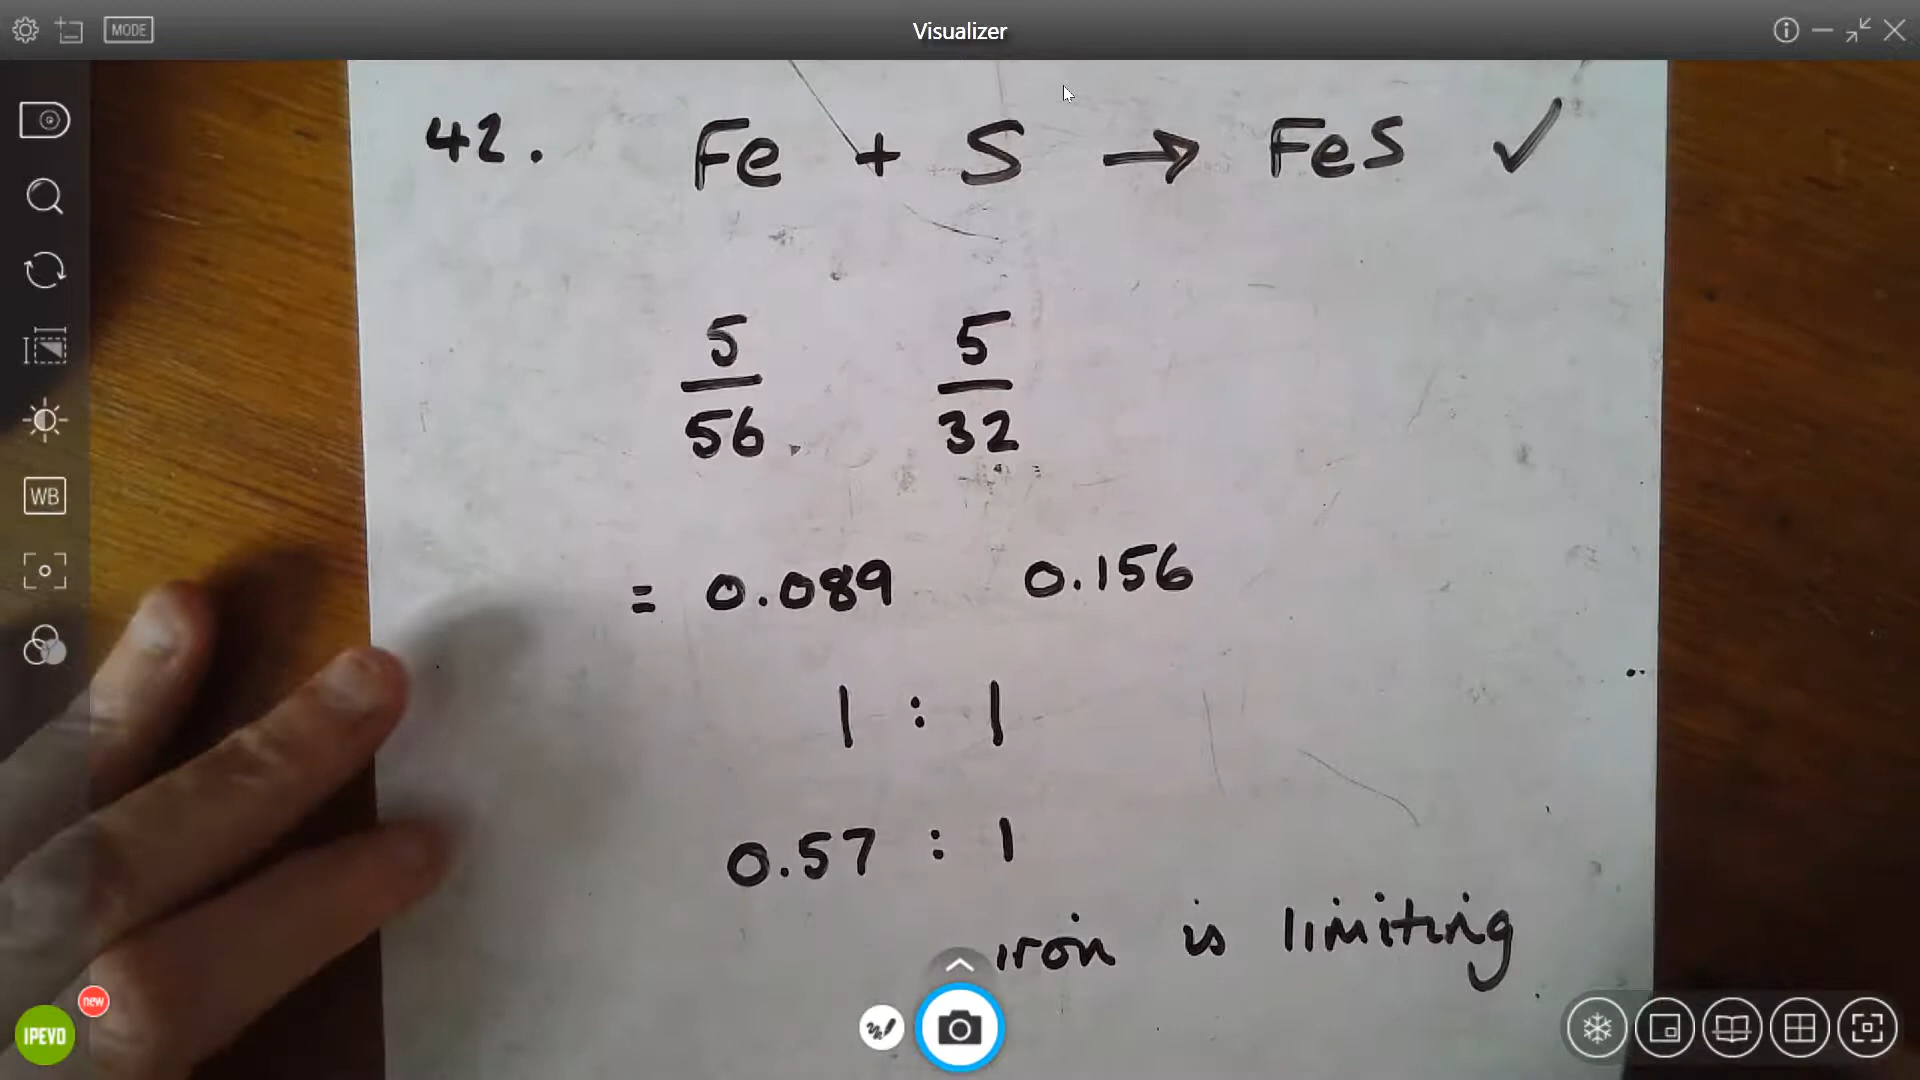 MODE
Visualizer
42. Fe + S → FeS ✓
5/56 5/32
= 0.089 0.156
1 : 1
0.57 : 1
iron is limiting
WB
new
IPEVO